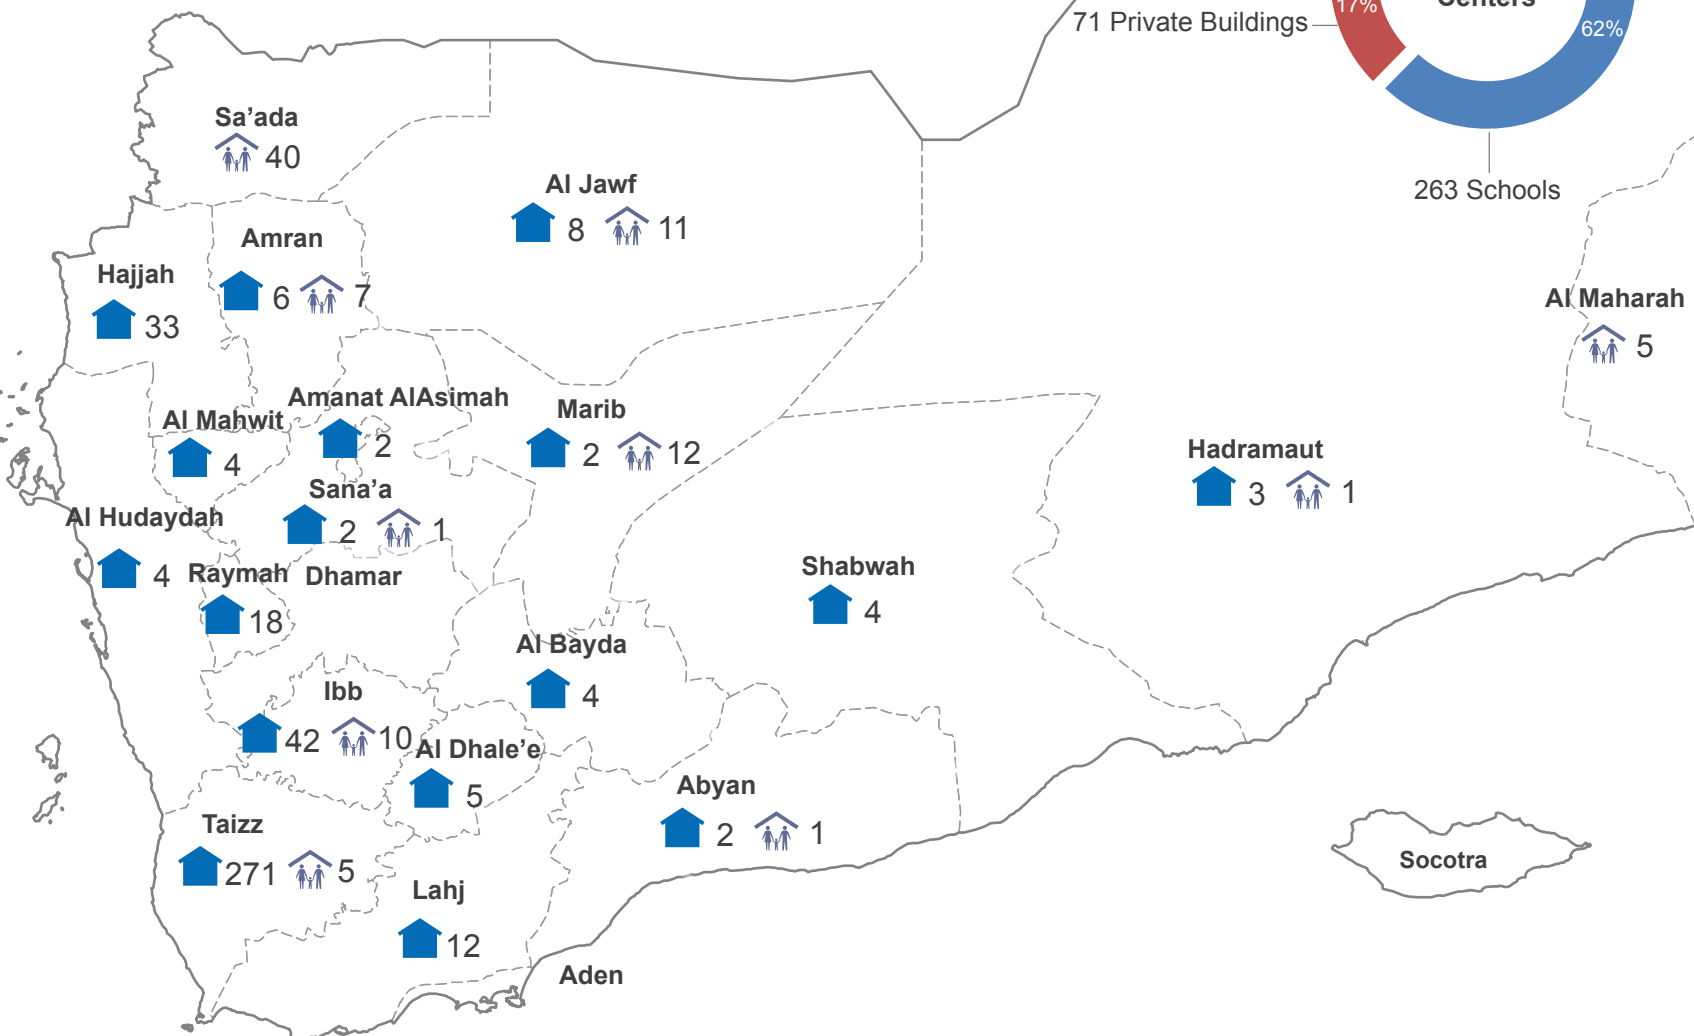 17%
Centers
71 Private Buildings
62%
263 Schools
Sa’ada
40
Al Jawf
8
11
Amran
6
7
Hajjah
33
Al Maharah
5
Amanat AlAsimah
2
Al Mahwit
4
Marib
2
12
Hadramaut
3
1
Sana’a
2
1
Al Hudaydah
4
Raymah
18
Dhamar
Shabwah
4
Al Bayda
4
Ibb
42
10
Al Dhale’e
5
Abyan
2
1
Taizz
271
5
Lahj
12
Socotra
Aden